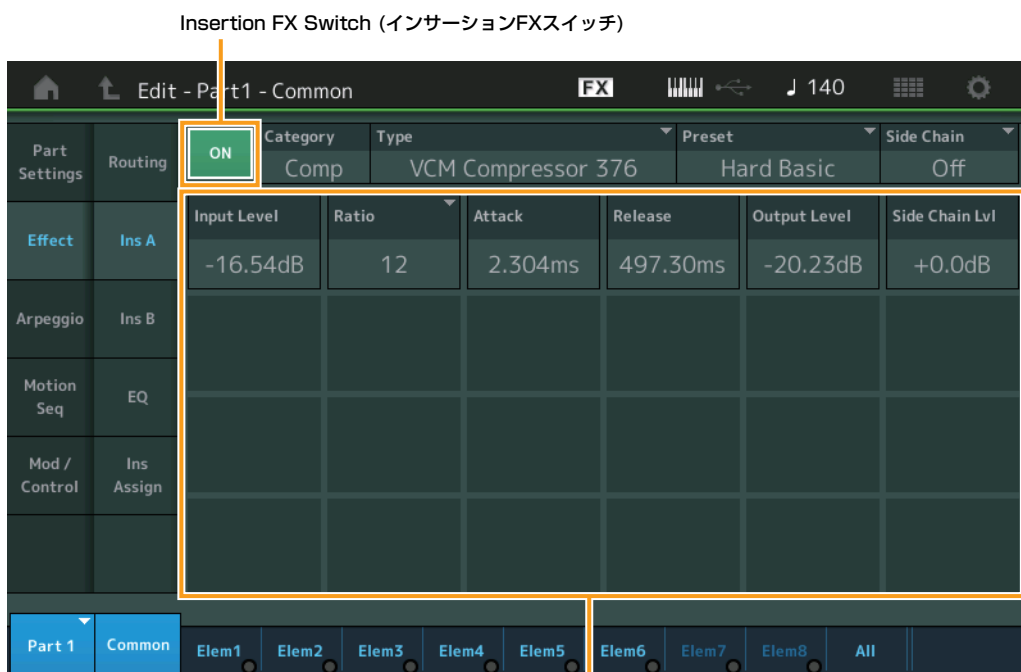 Insertion FX Switch (インサーションFXスイッチ)
Edit - Part1 - Common
FX
♩ 140
Part Settings
Routing
ON
Category
Comp
Type
VCM Compressor 376
Preset
Hard Basic
Side Chain
Off
Effect
Ins A
Input Level
-16.54dB
Ratio
12
Attack
2.304ms
Release
497.30ms
Output Level
-20.23dB
Side Chain Lvl
+0.0dB
Arpeggio
Ins B
Motion Seq
EQ
Mod / Control
Ins Assign
Part 1
Common
Elem1
Elem2
Elem3
Elem4
Elem5
Elem6
Elem7
Elem8
All